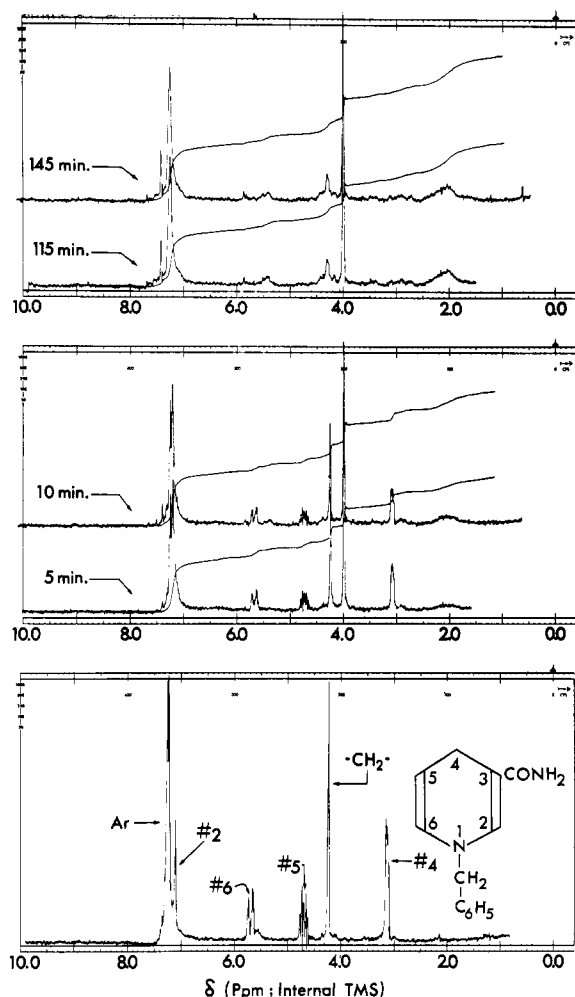 145 min.
115 min.
10.0 8.0 6.0 4.0 2.0 0.0
10 min.
5 min.
10.0 8.0 6.0 4.0 2.0 0.0
Ar
#2
#6
-CH2-
#5
#4
4
5 3 CONH2
6 2
1
N
CH2
C6H5
10.0 8.0 6.0 4.0 2.0 0.0
δ (Ppm ; Internal TMS)